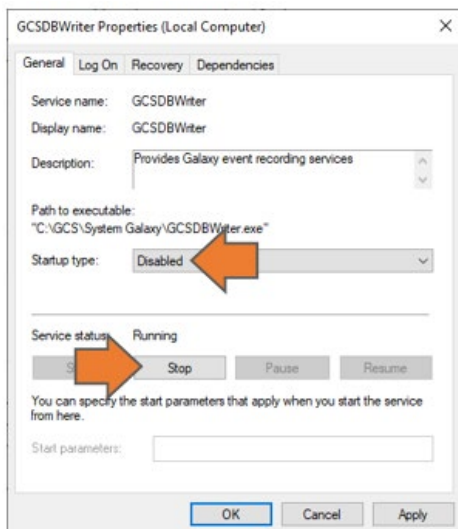 GCSDBWriter Properties (Local Computer)
General Log On Recovery Dependencies
Service name: GCSDBWriter
Display name: GCSDBWriter
Description: Provides Galaxy event recording services
Path to executable:
"C:\GCS\System Galaxy\GCSDBWriter.exe"
Startup type: Disabled
Service status: Running
Stop Pause Resume
You can specify the start parameters that apply when you start the service
from here.
Start parameters:
OK Cancel Apply